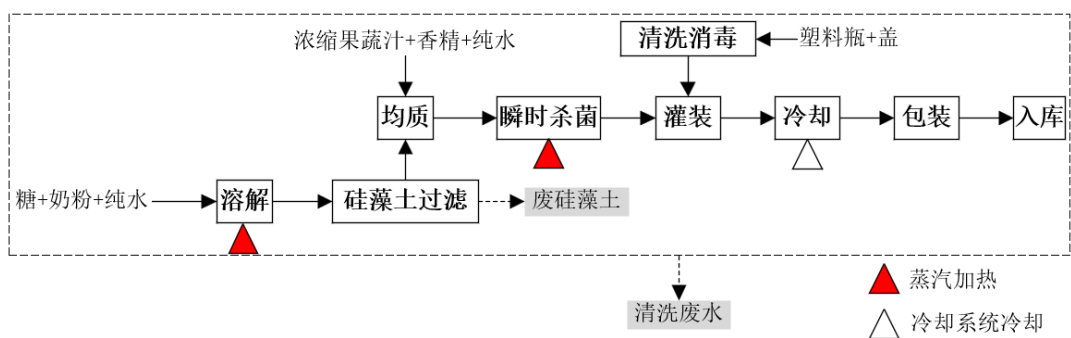 浓缩果蔬汁+香精+纯水
清洗消毒
塑料瓶+盖
均质
瞬时杀菌
灌装
冷却
包装
入库
糖+奶粉+纯水
溶解
硅藻土过滤
废硅藻土
蒸汽加热
清洗废水
冷却系统冷却